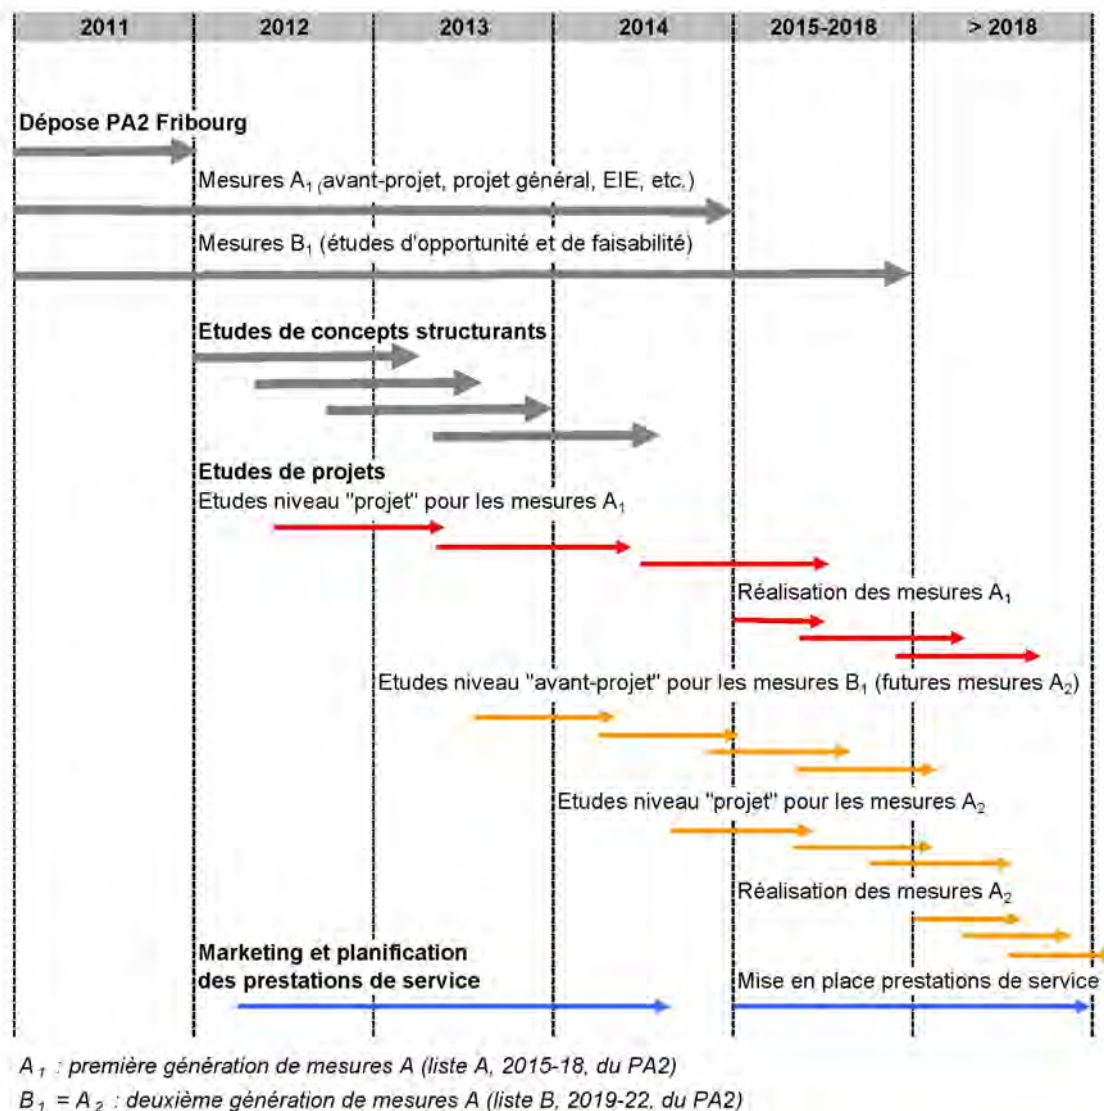 2011 2012 2013 2014 2015-2018 > 2018
Dépose PA2 Fribourg
Mesures A1 (avant-projet, projet général, EIE, etc.)
Mesures B1 (études d'opportunité et de faisabilité)
Etudes de concepts structurants
Etudes de projets
Etudes niveau "projet" pour les mesures A1
Réalisation des mesures A1
Etudes niveau "avant-projet" pour les mesures B1 (futures mesures A2)
Etudes niveau "projet" pour les mesures A2
Réalisation des mesures A2
Marketing et planification
des prestations de service
Mise en place prestations de service
A1 : première génération de mesures A (liste A, 2015-18, du PA2)
B1 = A2 : deuxième génération de mesures A (liste B, 2019-22, du PA2)